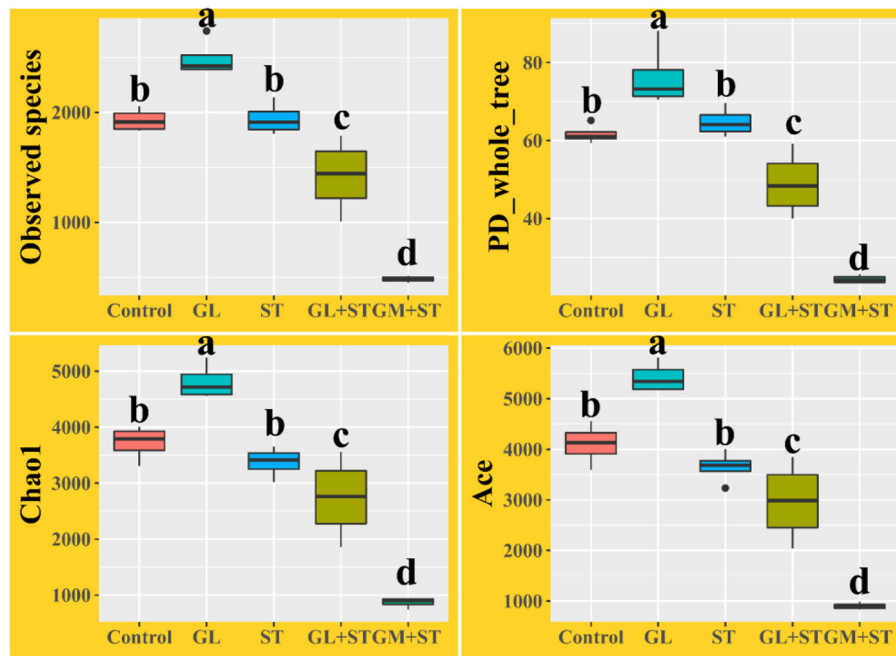 Observed species
2000
1000
a
b
b
c
d
Control GL ST GL+ST GM+ST
PD_whole_tree
80
60
40
a
b
b
c
d
Control GL ST GL+ST GM+ST
Chao1
5000
4000
3000
2000
1000
a
b
b
c
d
Control GL ST GL+ST GM+ST
Ace
6000
5000
4000
3000
2000
1000
a
b
b
c
d
Control GL ST GL+ST GM+ST